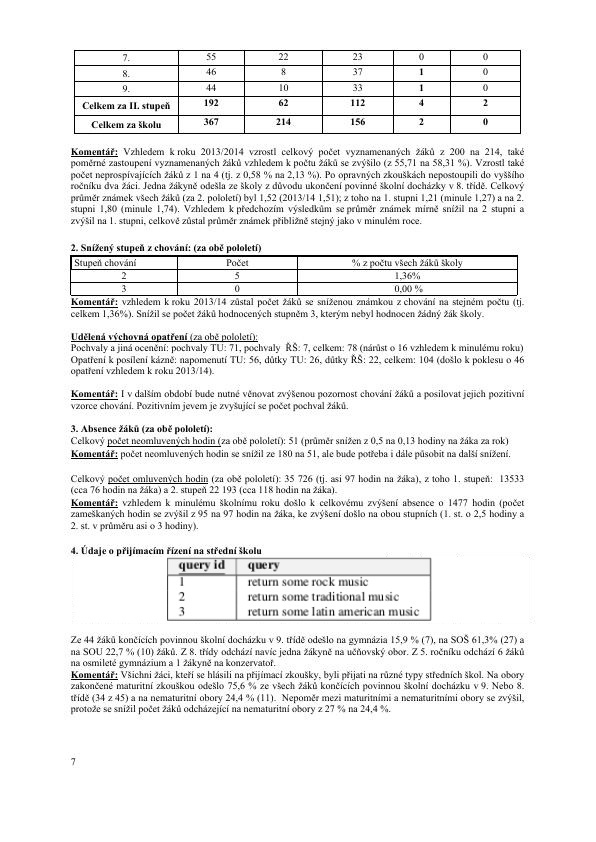 7. 55 22 23 0 0
8. 46 8 37 1 0
9. 44 10 33 1 0
Celkem za II. stupeň 192 62 112 4 2
Celkem za školu 367 214 156 2 0
Komentář: Vzhledem k roku 2013/2014 vzrostl celkový počet vyznamenaných žáků z 200 na 214, také
poměrné zastoupení vyznamenaných žáků vzhledem k počtu žáků se zvýšilo (z 55,71 na 58,31 %). Vzrostl také
počet neprospívajících žáků z 1 na 4 (tj. z 0,58 % na 2,13 %). Po opravných zkouškách nepostoupili do vyššího
ročníku dva žáci. Jedna žákyně odešla ze školy z důvodu ukončení povinné školní docházky v 8. třídě. Celkový
průměr známek všech žáků (za 2. pololetí) byl 1,52 (2013/14 1,51); z toho na 1. stupni 1,21 (minule 1,27) a na 2.
stupni 1,80 (minule 1,74). Vzhledem k předchozím výsledkům se průměr známek mírně snížil na 2 stupni a
zvýšil na 1. stupni, celkově zůstal průměr známek přibližně stejný jako v minulém roce.
2. Snížený stupeň z chování: (za obě pololetí)
Stupeň chování Počet % z počtu všech žáků školy
2 5 1,36%
3 0 0,00 %
Komentář: vzhledem k roku 2013/14 zůstal počet žáků se sníženou známkou z chování na stejném počtu (tj.
celkem 1,36%). Snížil se počet žáků hodnocených stupněm 3, kterým nebyl hodnocen žádný žák školy.
Udělená výchovná opatření (za obě pololetí):
Pochvaly a jiná ocenění: pochvaly TU: 71, pochvaly ŘŠ: 7, celkem: 78 (nárůst o 16 vzhledem k minulému roku)
Opatření k posílení kázně: napomenutí TU: 56, důtky TU: 26, důtky ŘŠ: 22, celkem: 104 (došlo k poklesu o 46
opatření vzhledem k roku 2013/14).
Komentář: I v dalším období bude nutné věnovat zvýšenou pozornost chování žáků a posilovat jejich pozitivní
vzorce chování. Pozitivním jevem je zvyšující se počet pochval žáků.
3. Absence žáků (za obě pololetí):
Celkový počet neomluvených hodin (za obě pololetí): 51 (průměr snížen z 0,5 na 0,13 hodiny na žáka za rok)
Komentář: počet neomluvených hodin se snížil ze 180 na 51, ale bude potřeba i dále působit na další snížení.
Celkový počet omluvených hodin (za obě pololetí): 35 726 (tj. asi 97 hodin na žáka), z toho 1. stupeň: 13533
(cca 76 hodin na žáka) a 2. stupeň 22 193 (cca 118 hodin na žáka).
Komentář: vzhledem k minulému školnímu roku došlo k celkovému zvýšení absence o 1477 hodin (počet
zameškaných hodin se zvýšil z 95 na 97 hodin na žáka, ke zvýšení došlo na obou stupních (1. st. o 2,5 hodiny a
2. st. v průměru asi o 3 hodiny).
4. Údaje o přijímacím řízení na střední školu
query id query
1 return some rock music
2 return some traditional music
3 return some latin american music
Ze 44 žáků končících povinnou školní docházku v 9. třídě odešlo na gymnázia 15,9 % (7), na SOŠ 61,3% (27) a
na SOU 22,7 % (10) žáků. Z 8. třídy odchází navíc jedna žákyně na učňovský obor. Z 5. ročníku odchází 6 žáků
na osmileté gymnázium a 1 žákyně na konzervatoř.
Komentář: Všichni žáci, kteří se hlásili na přijímací zkoušky, byli přijati na různé typy středních škol. Na obory
zakončené maturitní zkouškou odešlo 75,6 % ze všech žáků končících povinnou školní docházku v 9. Nebo 8.
třídě (34 z 45) a na nematuritní obory 24,4 % (11). Nepoměr mezi maturitními a nematuritními obory se zvýšil,
protože se snížil počet žáků odcházející na nematuritní obory z 27 % na 24,4 %.
7